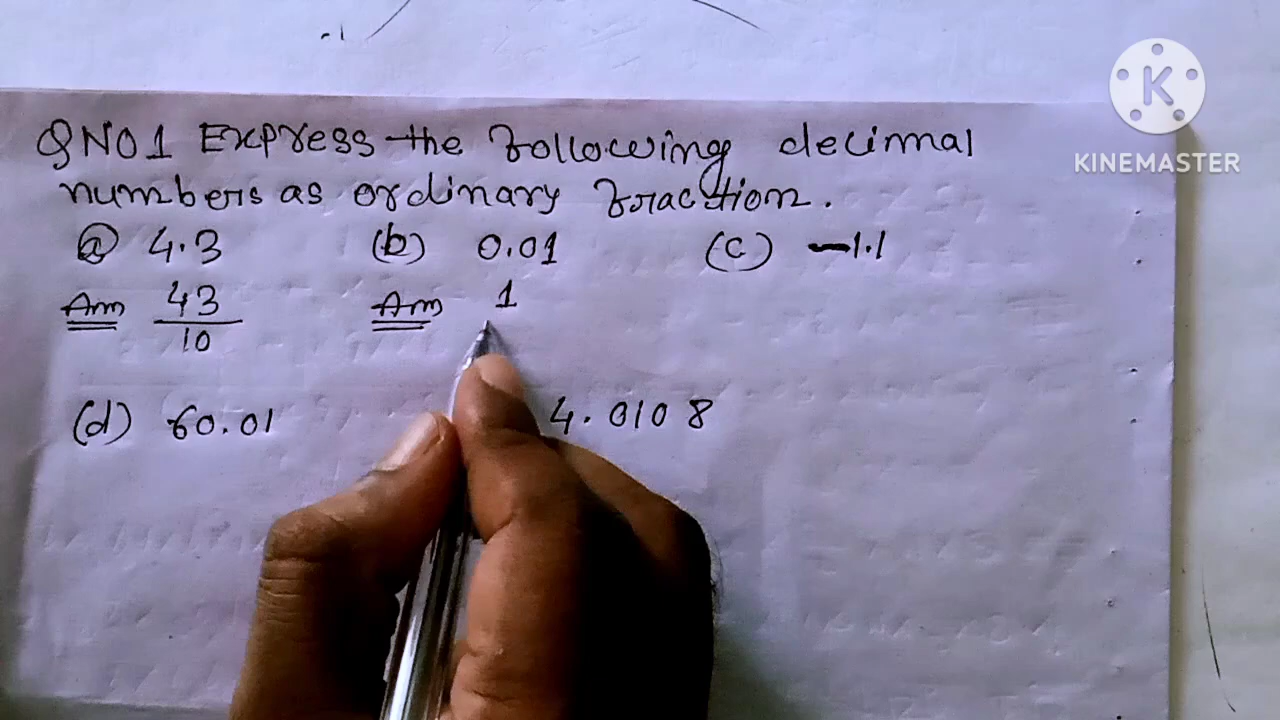 K
KINEMASTER
QNO1 Express the following decimal
numbers as ordinary fraction.
(a) 4.3 (b) 0.01 (c) -1.1
Ans 43/10 Ans 1
(d) 60.01 4.0108